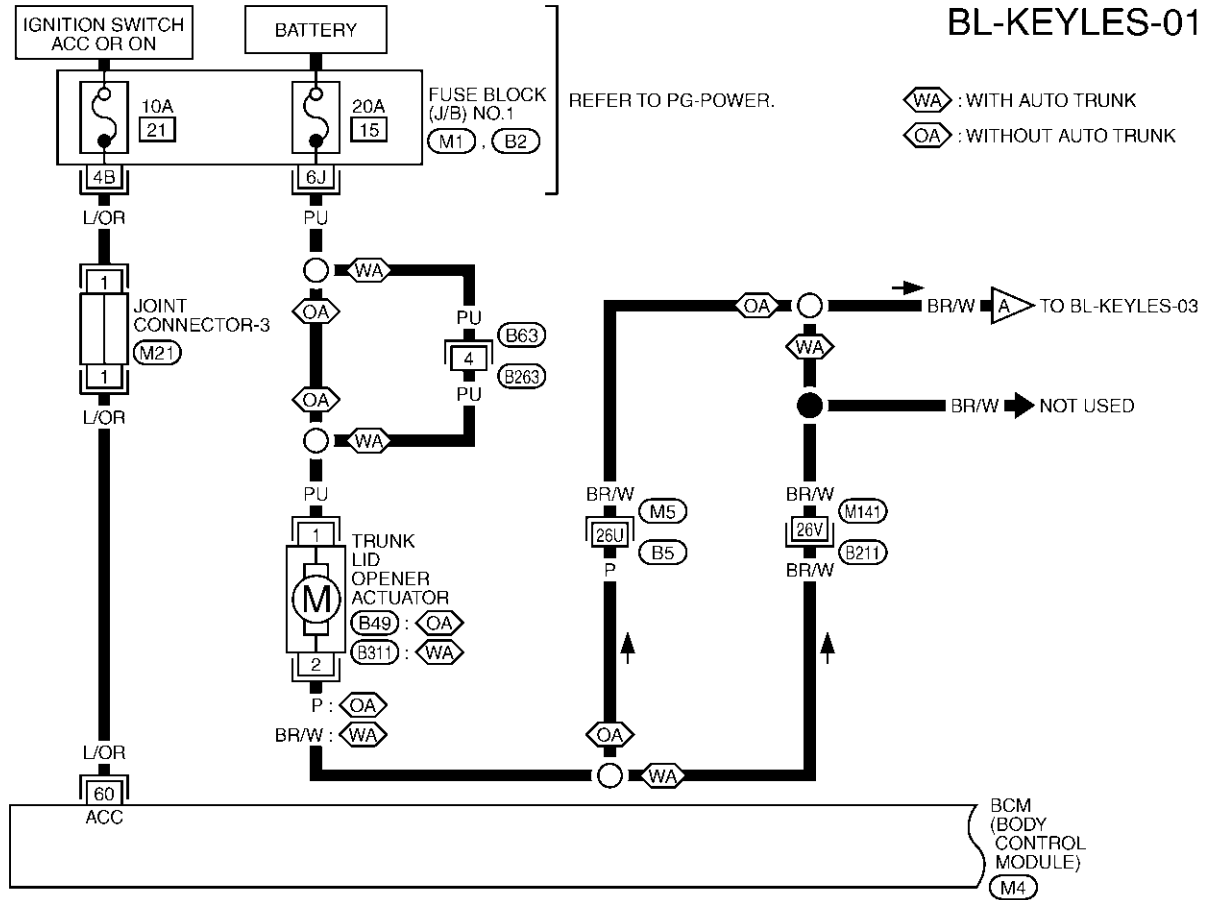 BL-KEYLES-01
IGNITION SWITCH
ACC OR ON
BATTERY
10A
21
20A
15
FUSE BLOCK
(J/B) NO.1
M1 , B2
REFER TO PG-POWER.
WA : WITH AUTO TRUNK
OA : WITHOUT AUTO TRUNK
4B
6J
L/OR
PU
1
JOINT
CONNECTOR-3
M21
1
L/OR
WA
OA
PU
B63
4
B263
PU
OA
WA
PU
OA
BR/W
A
TO BL-KEYLES-03
WA
BR/W
NOT USED
1
TRUNK
LID
OPENER
ACTUATOR
M
B49 : OA
B311 : WA
2
P : OA
BR/W : WA
BR/W
M5
26U
B5
P
BR/W
M141
26V
B211
BR/W
OA
WA
L/OR
60
ACC
BCM
(BODY
CONTROL
MODULE)
M4